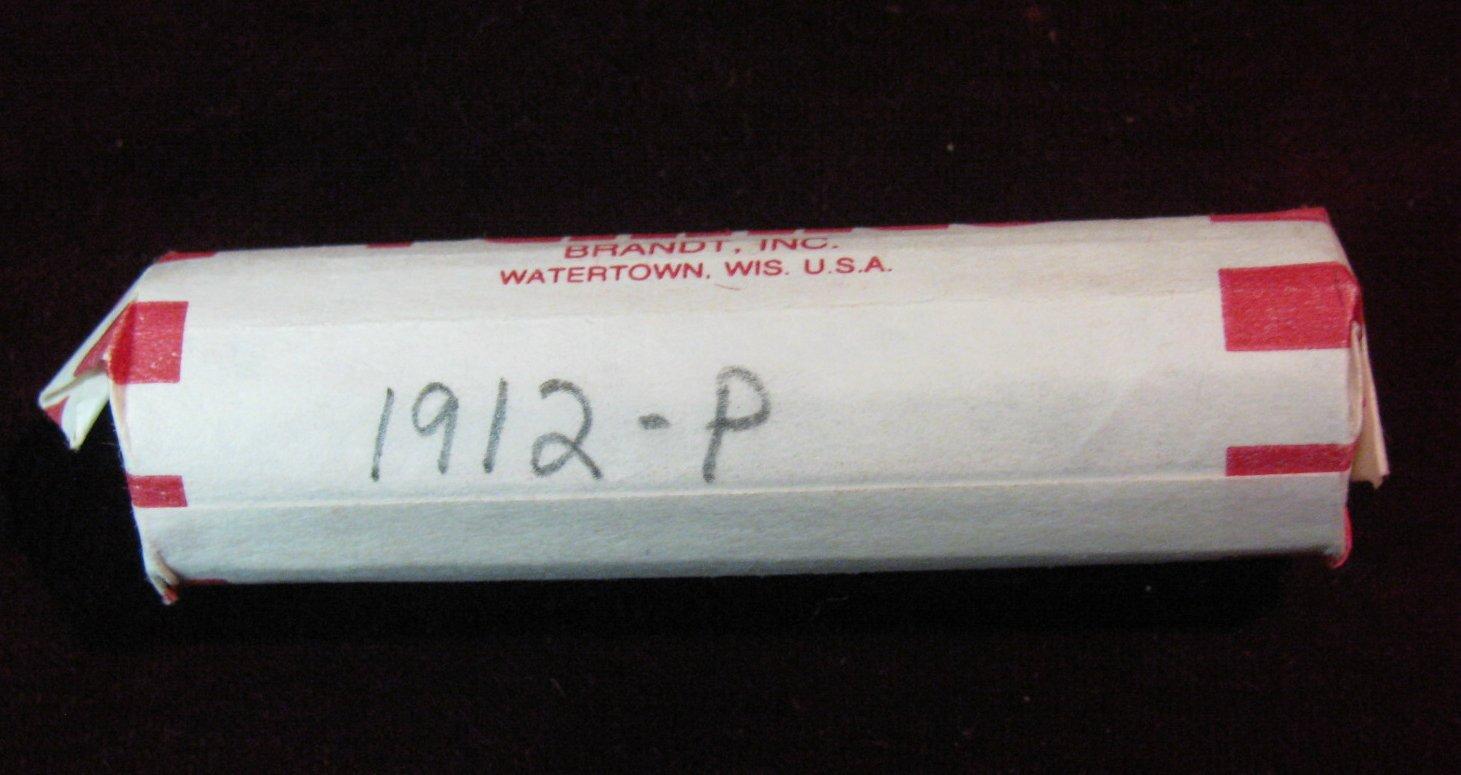 BRANDT, INC.
WATERTOWN, WIS. U.S.A.
1912-P